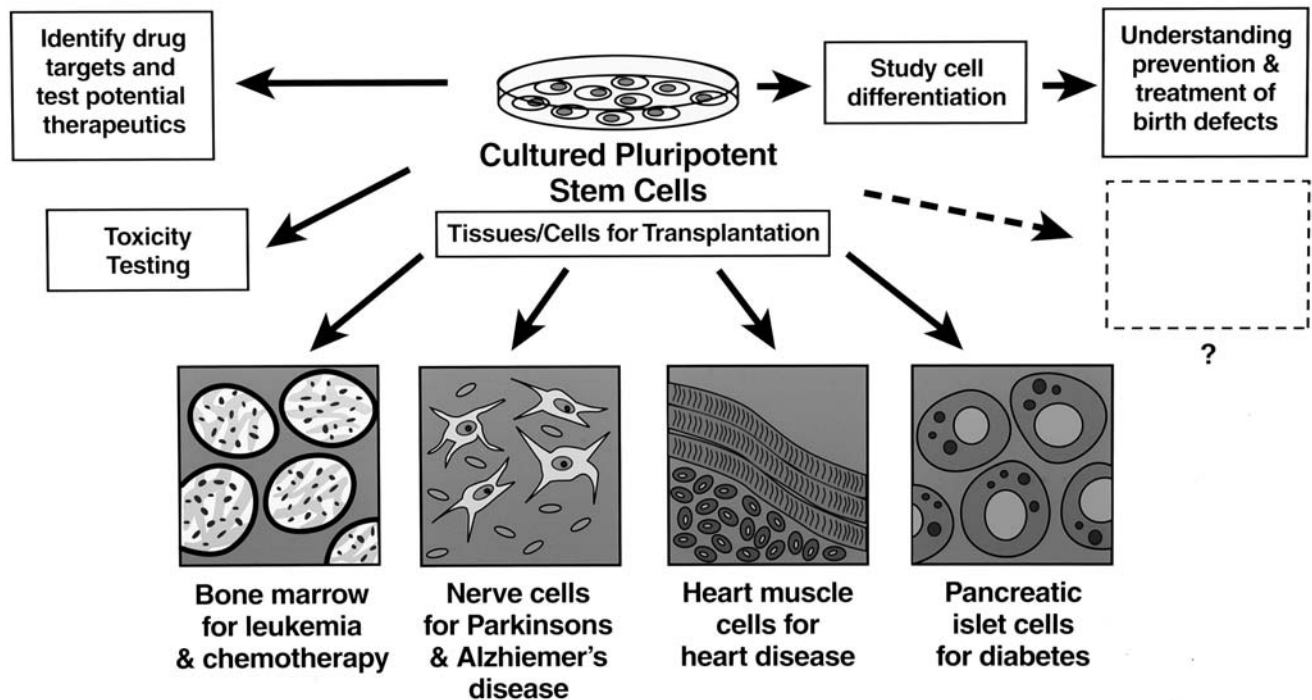 Identify drug
targets and
test potential
therapeutics
Cultured Pluripotent
Stem Cells
Study cell
differentiation
Understanding
prevention &
treatment of
birth defects
Toxicity
Testing
Tissues/Cells for Transplantation
?
Bone marrow
for leukemia
& chemotherapy
Nerve cells
for Parkinsons
& Alzhiemer's
disease
Heart muscle
cells for
heart disease
Pancreatic
islet cells
for diabetes